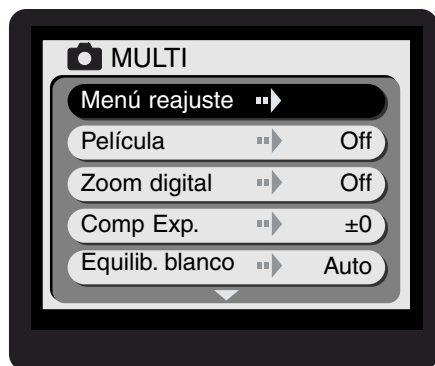 MULTI
Menú reajuste
Película Off
Zoom digital Off
Comp Exp. ±0
Equilib. blanco Auto